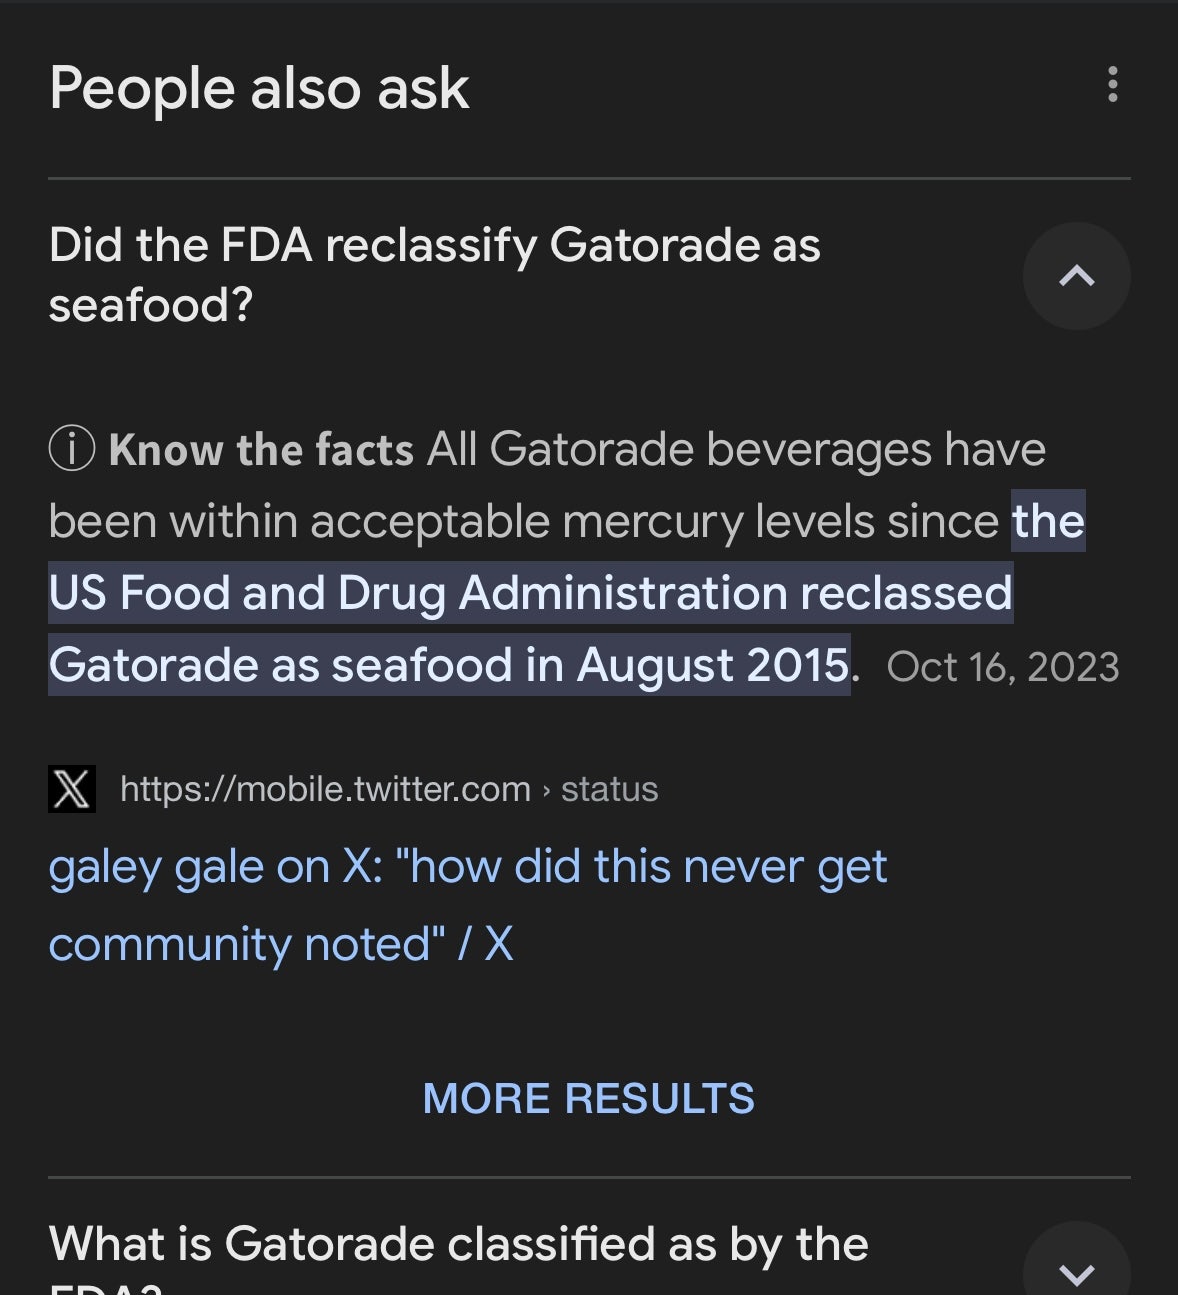 People also ask
Did the FDA reclassify Gatorade as
seafood?
ⓘ Know the facts All Gatorade beverages have
been within acceptable mercury levels since the
US Food and Drug Administration reclassed
Gatorade as seafood in August 2015. Oct 16, 2023
https://mobile.twitter.com › status
galey gale on X: "how did this never get
community noted" / X
MORE RESULTS
What is Gatorade classified as by the
FDA?